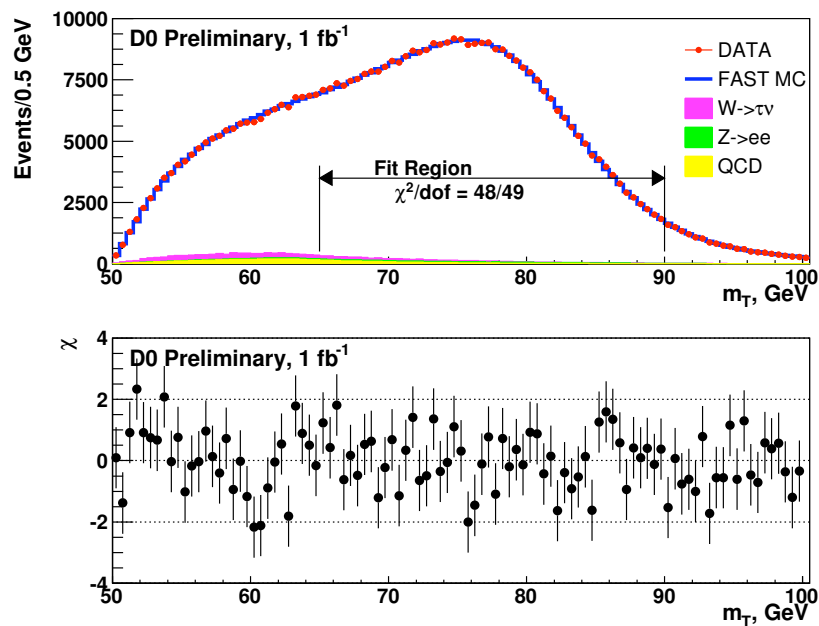 D0 Preliminary, 1 fb⁻¹
Events/0.5 GeV
10000
7500
5000
2500
0
DATA
FAST MC
W->τν
Z->ee
QCD
Fit Region
χ²/dof = 48/49
50 60 70 80 90 100
m_T, GeV
D0 Preliminary, 1 fb⁻¹
χ
4
2
0
-2
-4
50 60 70 80 90 100
m_T, GeV